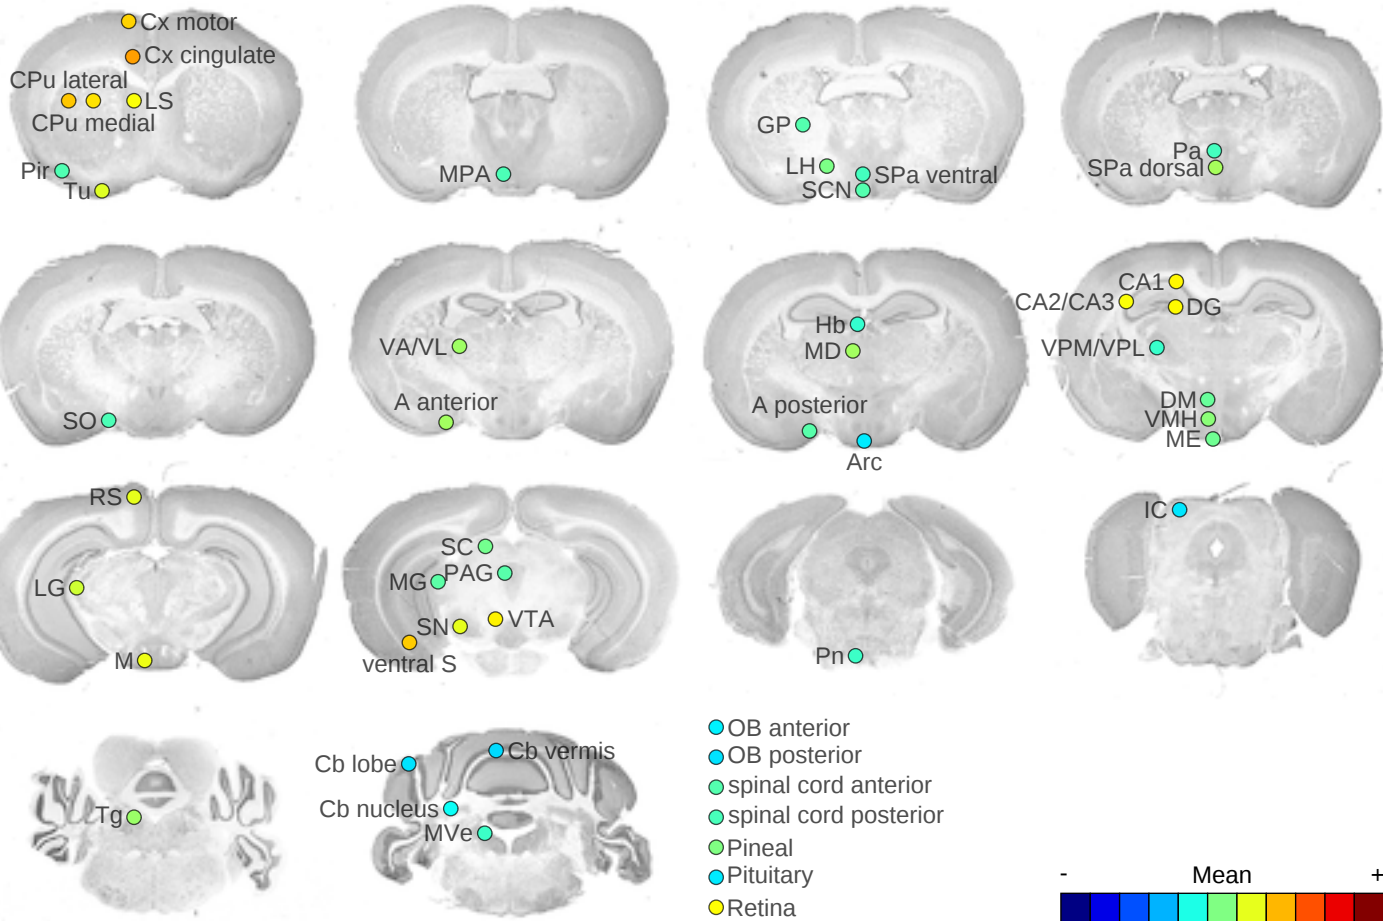 Cx motor
Cx cingulate
CPu lateral
LS
CPu medial
Pir
Tu
MPA
GP
LH
SPa ventral
SCN
Pa
SPa dorsal
SO
VA/VL
A anterior
Hb
MD
A posterior
Arc
CA1
CA2/CA3
DG
VPM/VPL
DM
VMH
ME
RS
LG
M
SC
PAG
MG
VTA
SN
ventral S
Pn
IC
Tg
Cb vermis
Cb lobe
Cb nucleus
MVe
OB anterior
OB posterior
spinal cord anterior
spinal cord posterior
Pineal
Pituitary
Retina
- Mean +